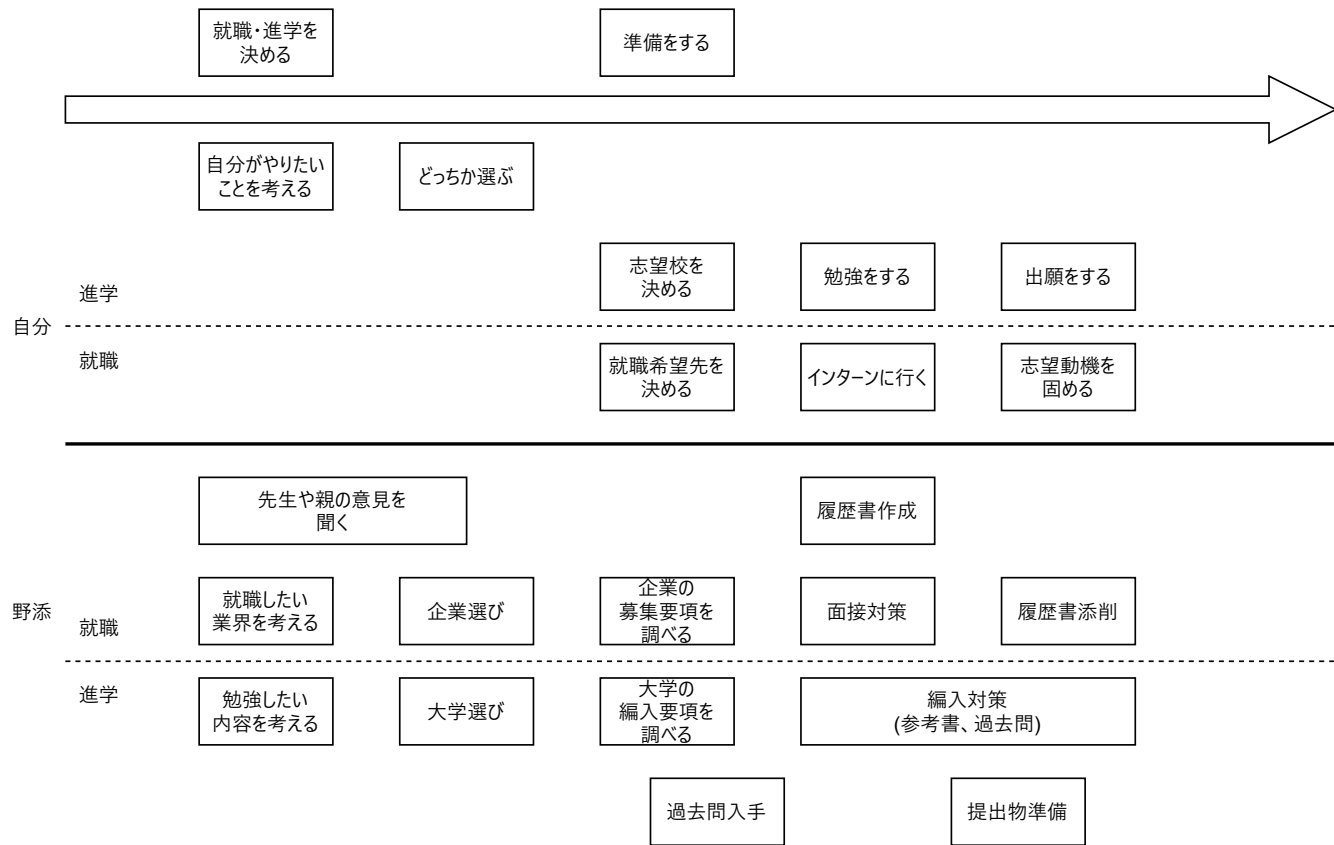 就職・進学を
決める
準備をする
自分がやりたい
ことを考える
どっちか選ぶ
志望校を
決める
勉強をする
出願をする
進学
自分
就職
就職希望先を
決める
インターンに行く
志望動機を
固める
先生や親の意見を
聞く
履歴書作成
就職したい
業界を考える
企業選び
企業の
募集要項を
調べる
面接対策
履歴書添削
野添
就職
進学
勉強したい
内容を考える
大学選び
大学の
編入要項を
調べる
編入対策
(参考書、過去問)
過去問入手
提出物準備